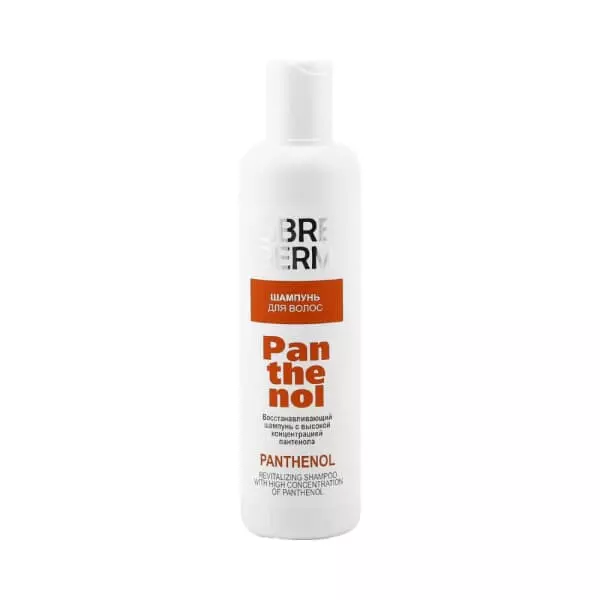 BRE
ERM
ШАМПУНЬ
ДЛЯ ВОЛОС
Pan
the
nol
Восстанавливающий
шампунь с высокой
концентрацией
пантенола
PANTHENOL
REVITALIZING SHAMPOO
WITH HIGH CONCENTRATION
OF PANTHENOL